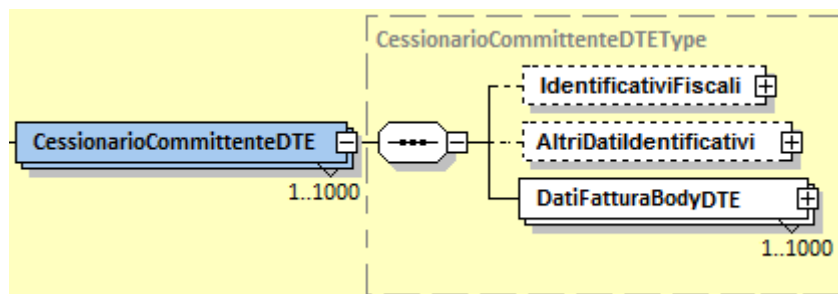 CessionarioCommittenteDTEType
IdentificativiFiscali
CessionarioCommittenteDTE
AltriDatiIdentificativi
1..1000
DatiFatturaBodyDTE
1..1000